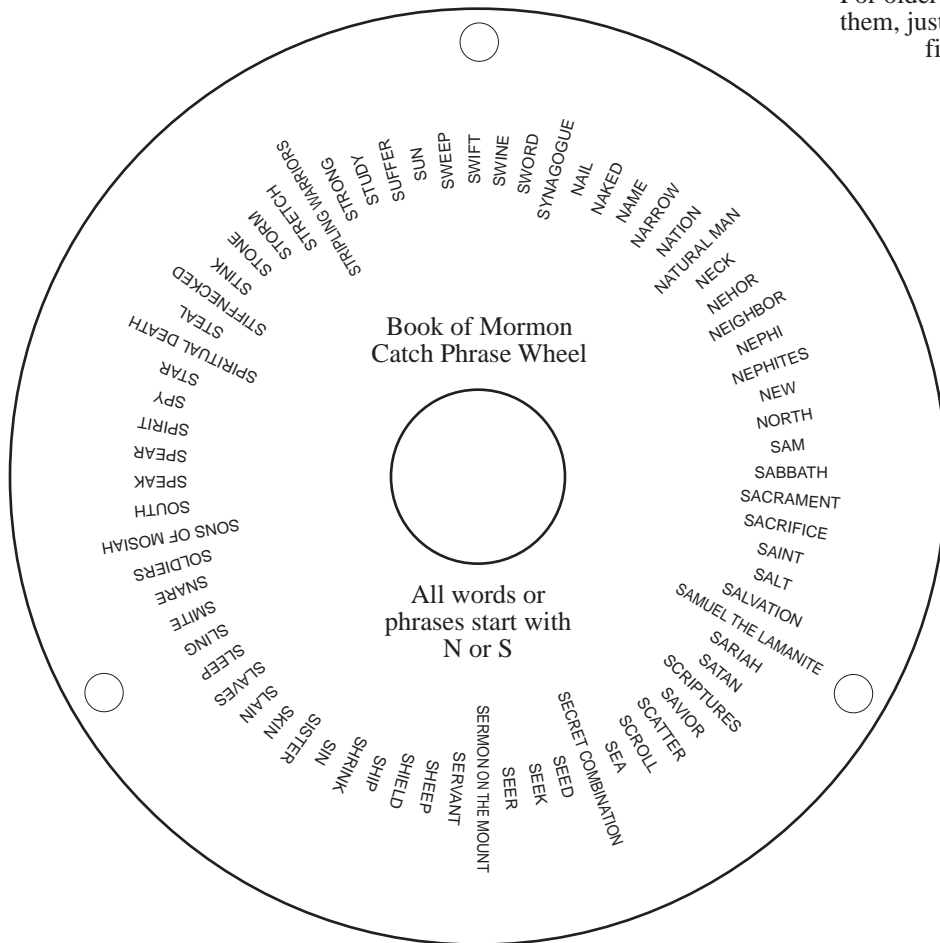 For older
them, just
fi
SWIFT
SWINE
SWORD
SYNAGOGUE
NAIL
NAKED
NAME
NARROW
NATION
NATURAL MAN
NECK
NEHOR
NEIGHBOR
NEPHI
NEPHITES
NEW
NORTH
SAM
SABBATH
SACRAMENT
SACRIFICE
SAINT
SALT
SALVATION
SAMUEL THE LAMANITE
SARIAH
SATAN
SCRIPTURES
SAVIOR
SCATTER
SCROLL
SEA
SECRET COMBINATION
SEED
SEEK
SEER
SERMON ON THE MOUNT
SERVANT
SHEEP
SHIELD
SHIP
SHRINK
SIN
SISTER
SKIN
SLAIN
SLAVES
SLEEP
SLING
SMITE
SNARE
SOLDIERS
SONS OF MOSIAH
SOUTH
SPEAK
SPEAR
SPIRIT
SPY
STAR
SPIRITUAL DEATH
STEAL
STIFFNECKED
STINK
STONE
STORM
STRETCH
STRIPLING WARRIORS
STRONG
STUDY
SUFFER
SUN
SWEEP
Book of Mormon
Catch Phrase Wheel
All words or
phrases start with
N or S